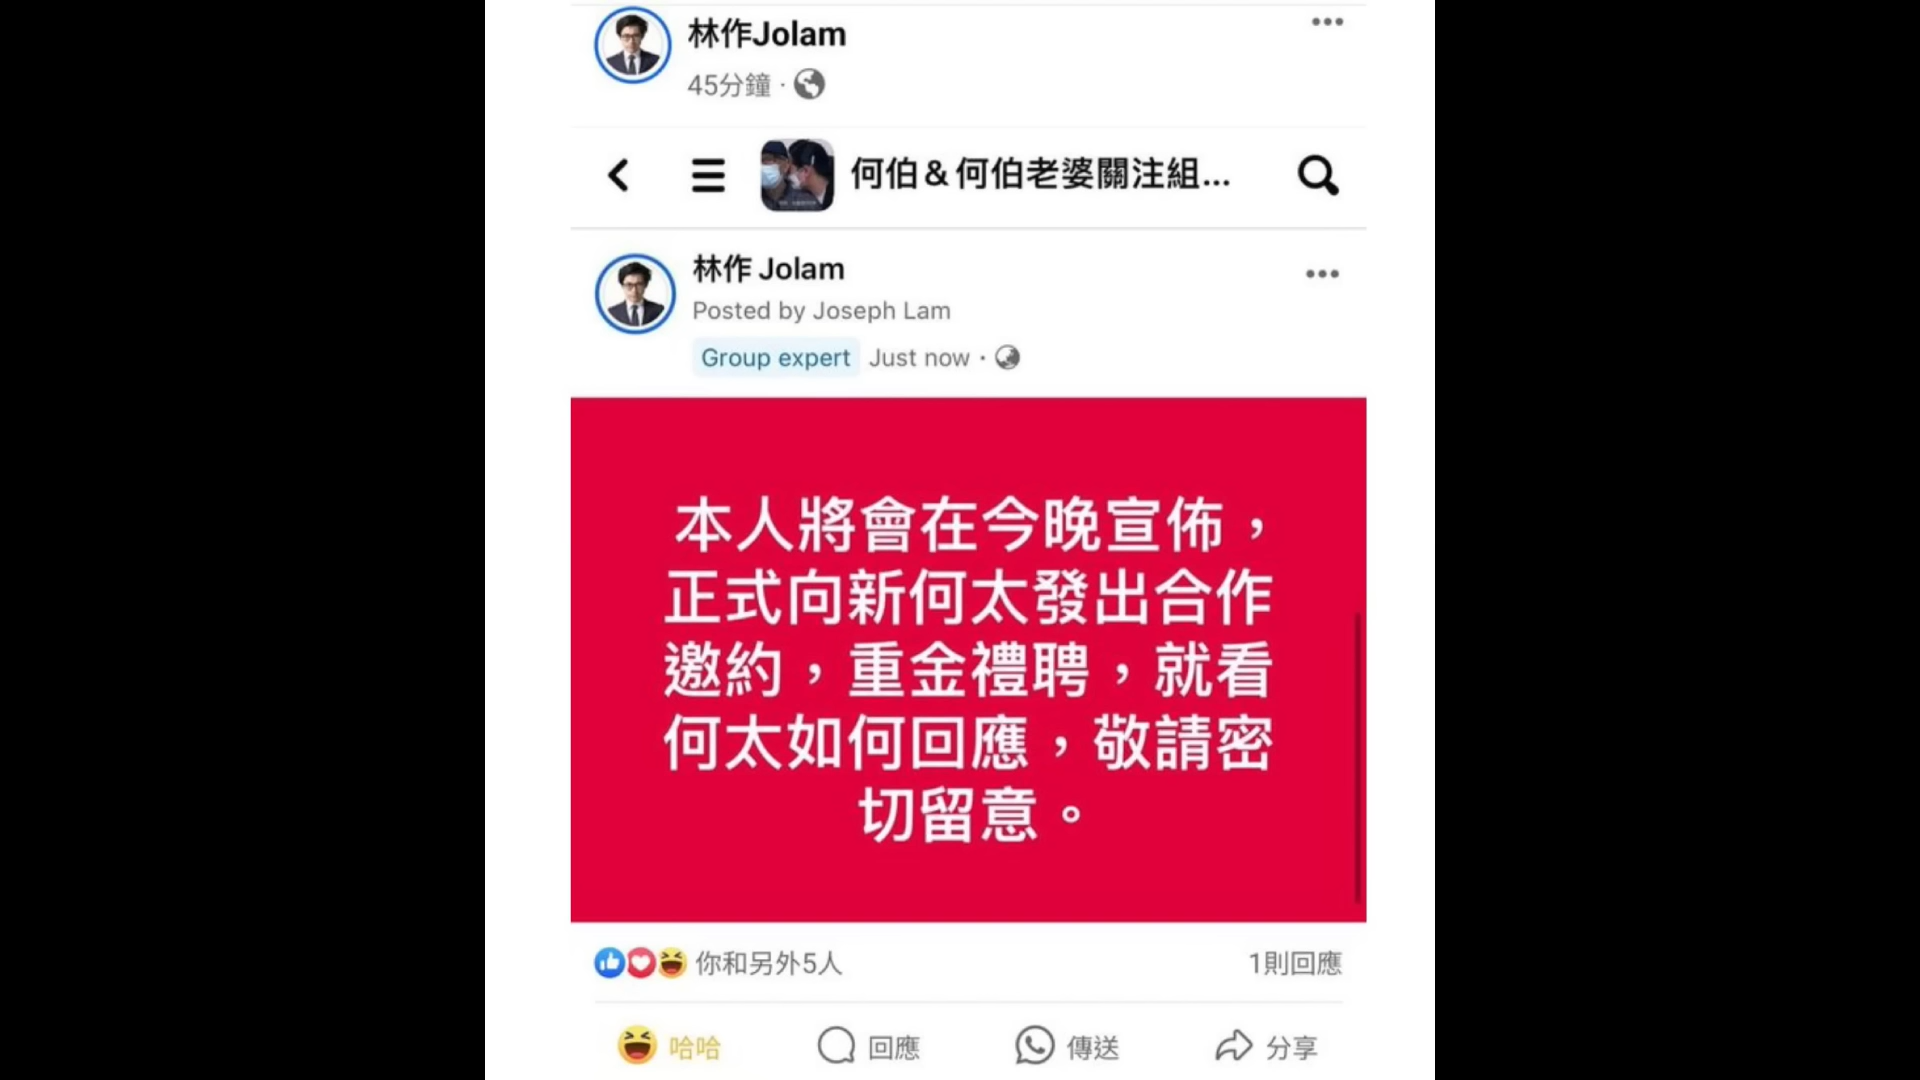 林作Jolam
45分鐘 ·
何伯&何伯老婆關注組...
林作 Jolam
Posted by Joseph Lam
Group expert Just now ·
本人將會在今晚宣佈，
正式向新何太發出合作
邀約，重金禮聘，就看
何太如何回應，敬請密
切留意。
你和另外5人 1則回應
哈哈 回應 傳送 分享